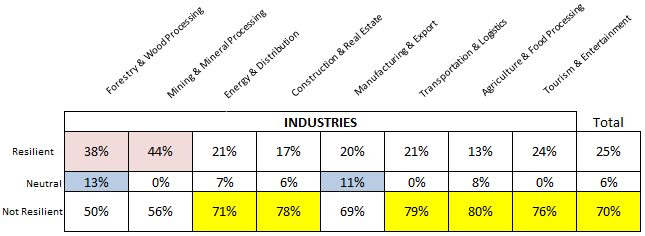 Forestry & Wood Processing
Mining & Mineral Processing
Energy & Distribution
Construction & Real Estate
Manufacturing & Export
Transportation & Logistics
Agriculture & Food Processing
Tourism & Entertainment
INDUSTRIES Total
Resilient 38% 44% 21% 17% 20% 21% 13% 24% 25%
Neutral 13% 0% 7% 6% 11% 0% 8% 0% 6%
Not Resilient 50% 56% 71% 78% 69% 79% 80% 76% 70%